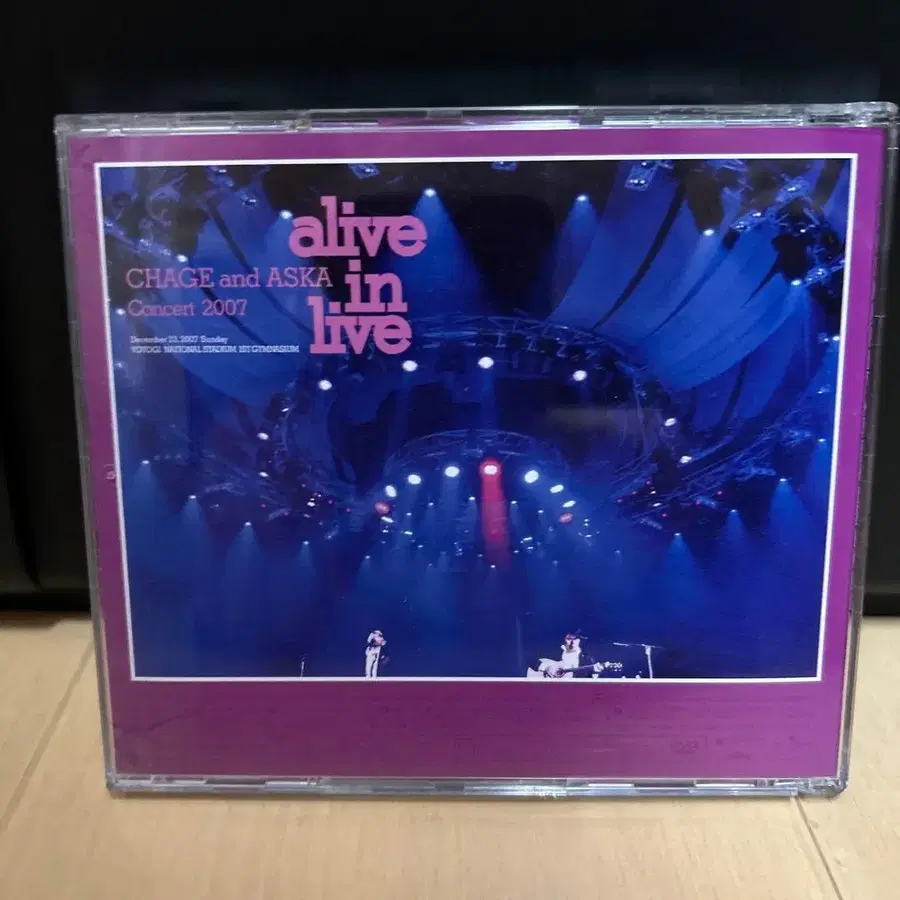 alive
in
live
CHAGE and ASKA
Concert 2007
December 23, 2007 Sunday
YOYOGI NATIONAL STADIUM 1ST GYMNASIUM